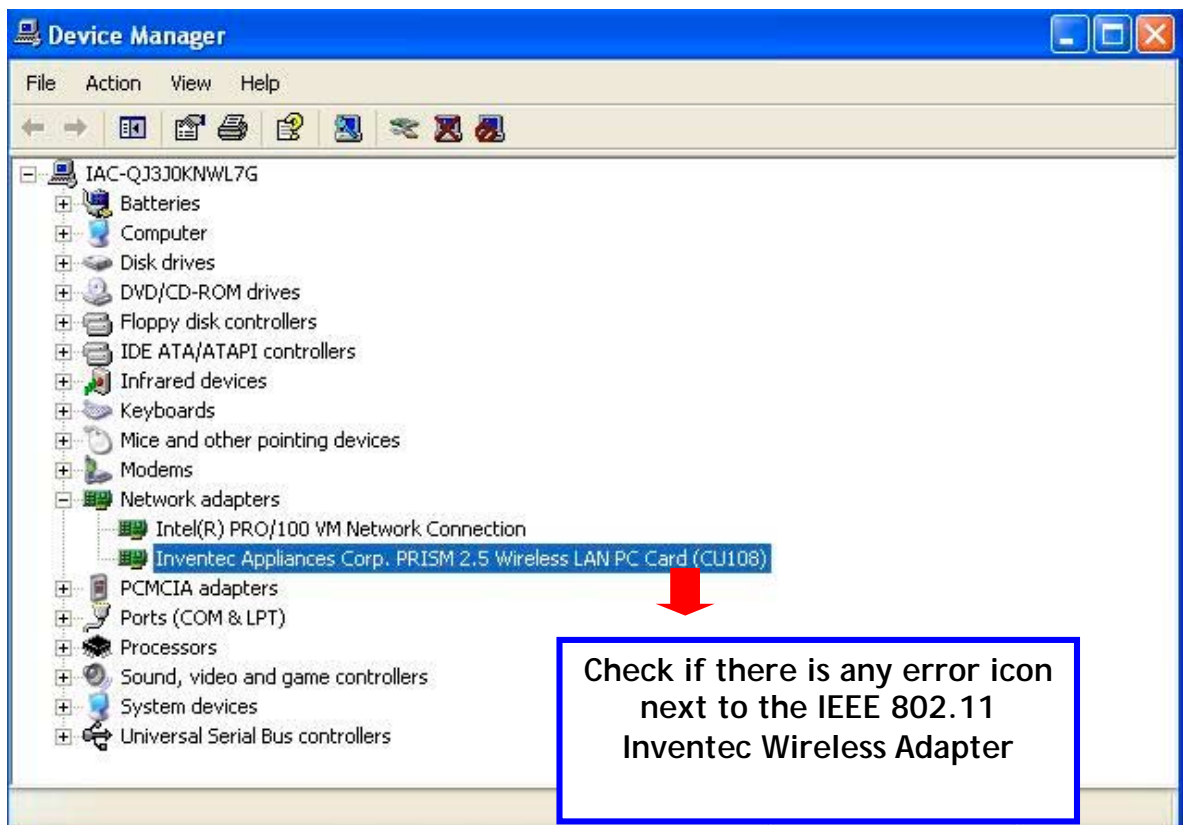 Device Manager
File Action View Help
IAC-QJ3J0KNWL7G
Batteries
Computer
Disk drives
DVD/CD-ROM drives
Floppy disk controllers
IDE ATA/ATAPI controllers
Infrared devices
Keyboards
Mice and other pointing devices
Modems
Network adapters
Intel(R) PRO/100 VM Network Connection
Inventec Appliances Corp. PRISM 2.5 Wireless LAN PC Card (CU108)
PCMCIA adapters
Ports (COM & LPT)
Processors
Sound, video and game controllers
System devices
Universal Serial Bus controllers
Check if there is any error icon
next to the IEEE 802.11
Inventec Wireless Adapter